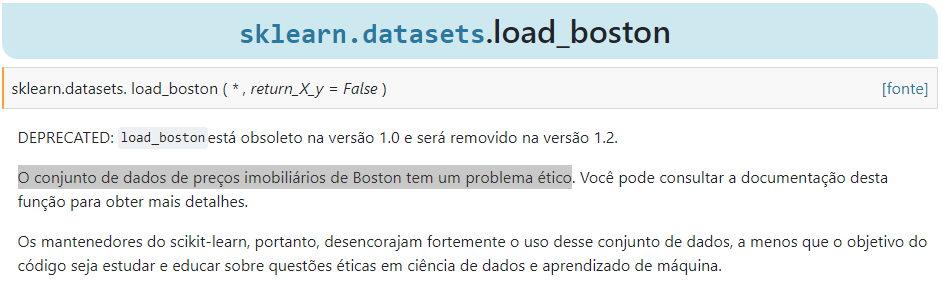 sklearn.datasets.load_boston
sklearn.datasets. load_boston ( * , return_X_y = False ) [fonte]
DEPRECATED: load_boston está obsoleto na versão 1.0 e será removido na versão 1.2.
O conjunto de dados de preços imobiliários de Boston tem um problema ético. Você pode consultar a documentação desta
função para obter mais detalhes.
Os mantenedores do scikit-learn, portanto, desencorajam fortemente o uso desse conjunto de dados, a menos que o objetivo do
código seja estudar e educar sobre questões éticas em ciência de dados e aprendizado de máquina.